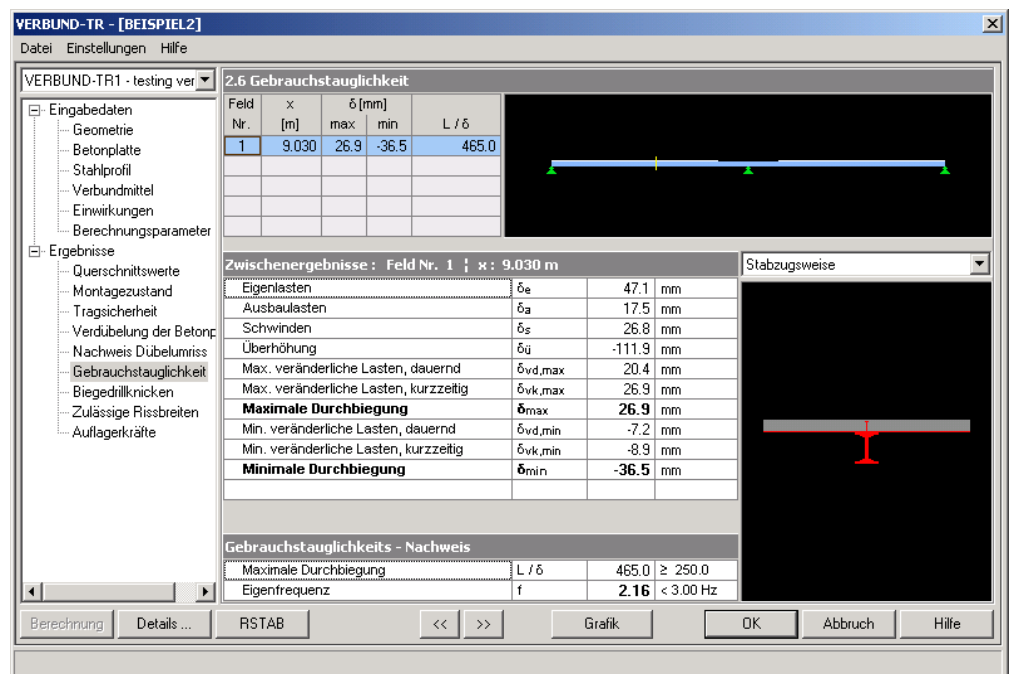 VERBUND-TR - [BEISPIEL2]
Datei Einstellungen Hilfe
VERBUND-TR1 - testing ver
Eingabedaten
Geometrie
Betonplatte
Stahlprofil
Verbundmittel
Einwirkungen
Berechnungsparameter
Ergebnisse
Querschnittswerte
Montagezustand
Tragsicherheit
Verdübelung der Betonp
Nachweis Dübelumriss
Gebrauchstauglichkeit
Biegedrillknicken
Zulässige Rissbreiten
Auflagerkräfte
2.6 Gebrauchstauglichkeit
Feld x δ [mm]
Nr. [m] max min L / δ
1 9.030 26.9 -36.5 465.0
Zwischenergebnisse : Feld Nr. 1 ¦ x : 9.030 m
Eigenlasten δe 47.1 mm
Ausbaulasten δa 17.5 mm
Schwinden δs 26.8 mm
Überhöhung δü -111.9 mm
Max. veränderliche Lasten, dauernd δvd,max 20.4 mm
Max. veränderliche Lasten, kurzzeitig δvk,max 26.9 mm
Maximale Durchbiegung δmax 26.9 mm
Min. veränderliche Lasten, dauernd δvd,min -7.2 mm
Min. veränderliche Lasten, kurzzeitig δvk,min -8.9 mm
Minimale Durchbiegung δmin -36.5 mm
Stabzugsweise
Gebrauchstauglichkeits - Nachweis
Maximale Durchbiegung L / δ 465.0 ≥ 250.0
Eigenfrequenz f 2.16 < 3.00 Hz
Berechnung Details ... RSTAB << >> Grafik OK Abbruch Hilfe